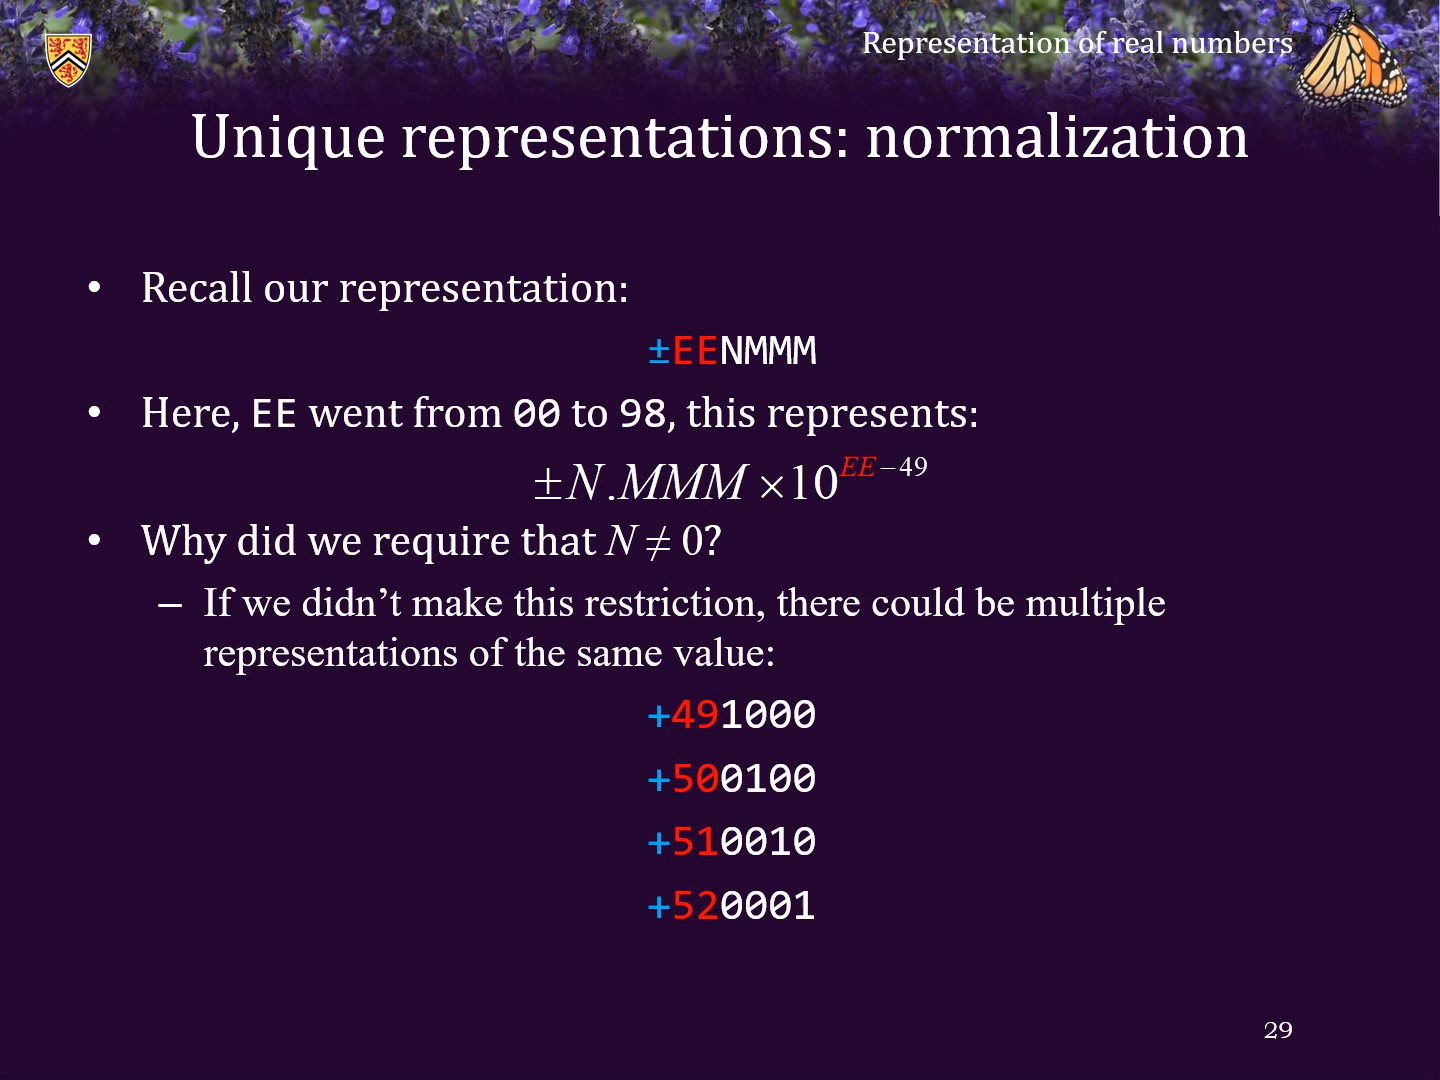 Representation of real numbers
Unique representations: normalization
• Recall our representation:
±EENMMM
• Here, EE went from 00 to 98, this represents:
±N.MMM ×10^{EE−49}
• Why did we require that N ≠ 0?
– If we didn’t make this restriction, there could be multiple
representations of the same value:
+491000
+500100
+510010
+520001
29